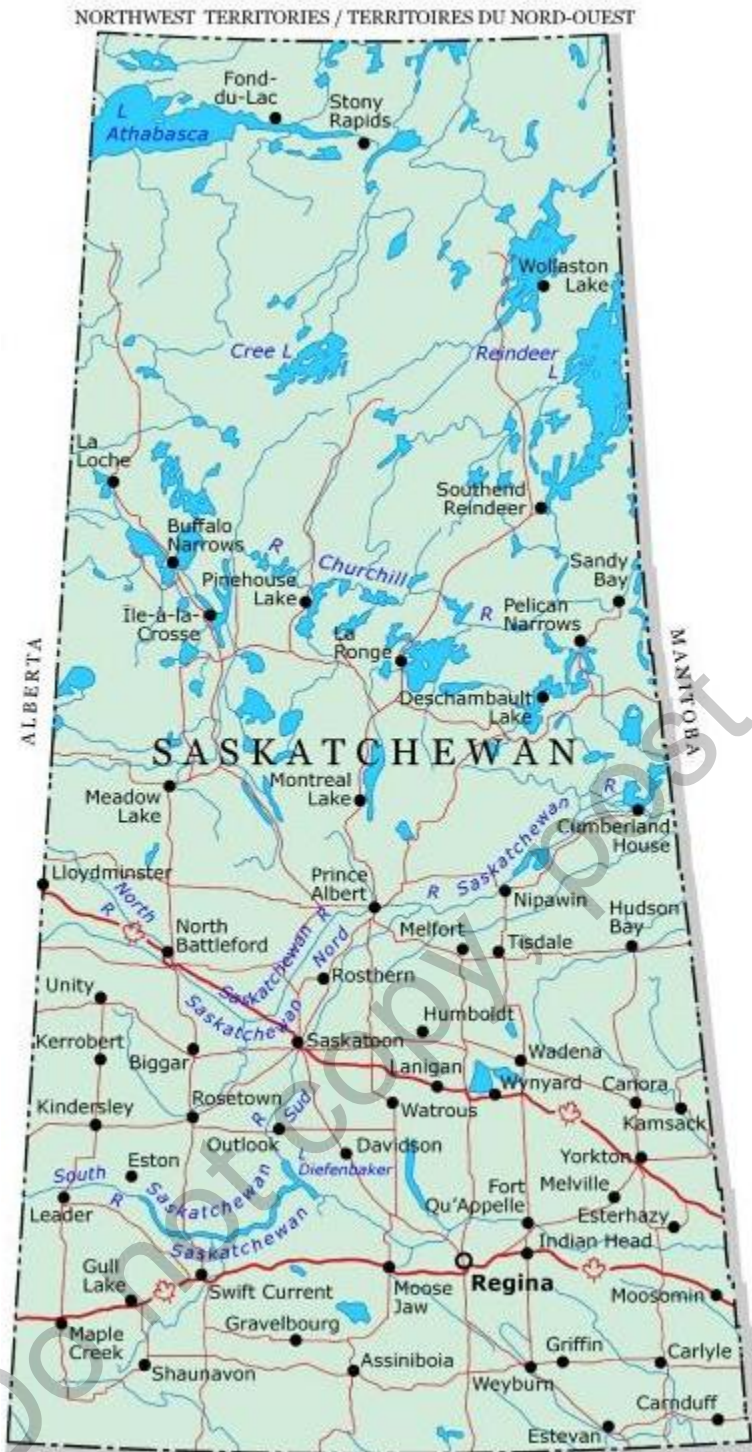 NORTHWEST TERRITORIES / TERRITOIRES DU NORD-OUEST
Fond-
du-Lac
Stony
Rapids
L
Athabasca
Wollaston
Lake
Cree L
Reindeer
L
La
Loche
Southend
Reindeer
Buffalo
Narrows
R
Churchill
R
Sandy
Bay
Pinehouse
Lake
Pelican
Narrows
Île-à-la-
Crosse
La
Ronge
ALBERTA
MANITOBA
Deschambault
Lake
SASKATCHEWAN
Meadow
Lake
Montreal
Lake
R
Saskatchewan
R
Cumberland
House
Lloydminster
North
R
Prince
Albert
Nipawin
North
Battleford
Saskatchewan
R
Nord
Melfort
Tisdale
Hudson
Bay
Rosthern
Unity
Saskatchewan
Humboldt
Kerrobert
Biggar
Saskatoon
Lanigan
Wadena
Wynyard
Canora
Kamsack
Kindersley
Rosetown
R
Sud
Watrous
Outlook
L
Diefenbaker
Davidson
Eston
Yorkton
South
R
Saskatchewan
Leader
Saskatchewan
Fort
Qu'Appelle
Melville
Esterhazy
Indian Head
Gull
Lake
Swift Current
Moose
Jaw
Regina
Moosomin
Maple
Creek
Gravelbourg
Shaunavon
Assiniboia
Griffin
Weyburn
Carlyle
Carnduff
Estevan
Do not copy, post